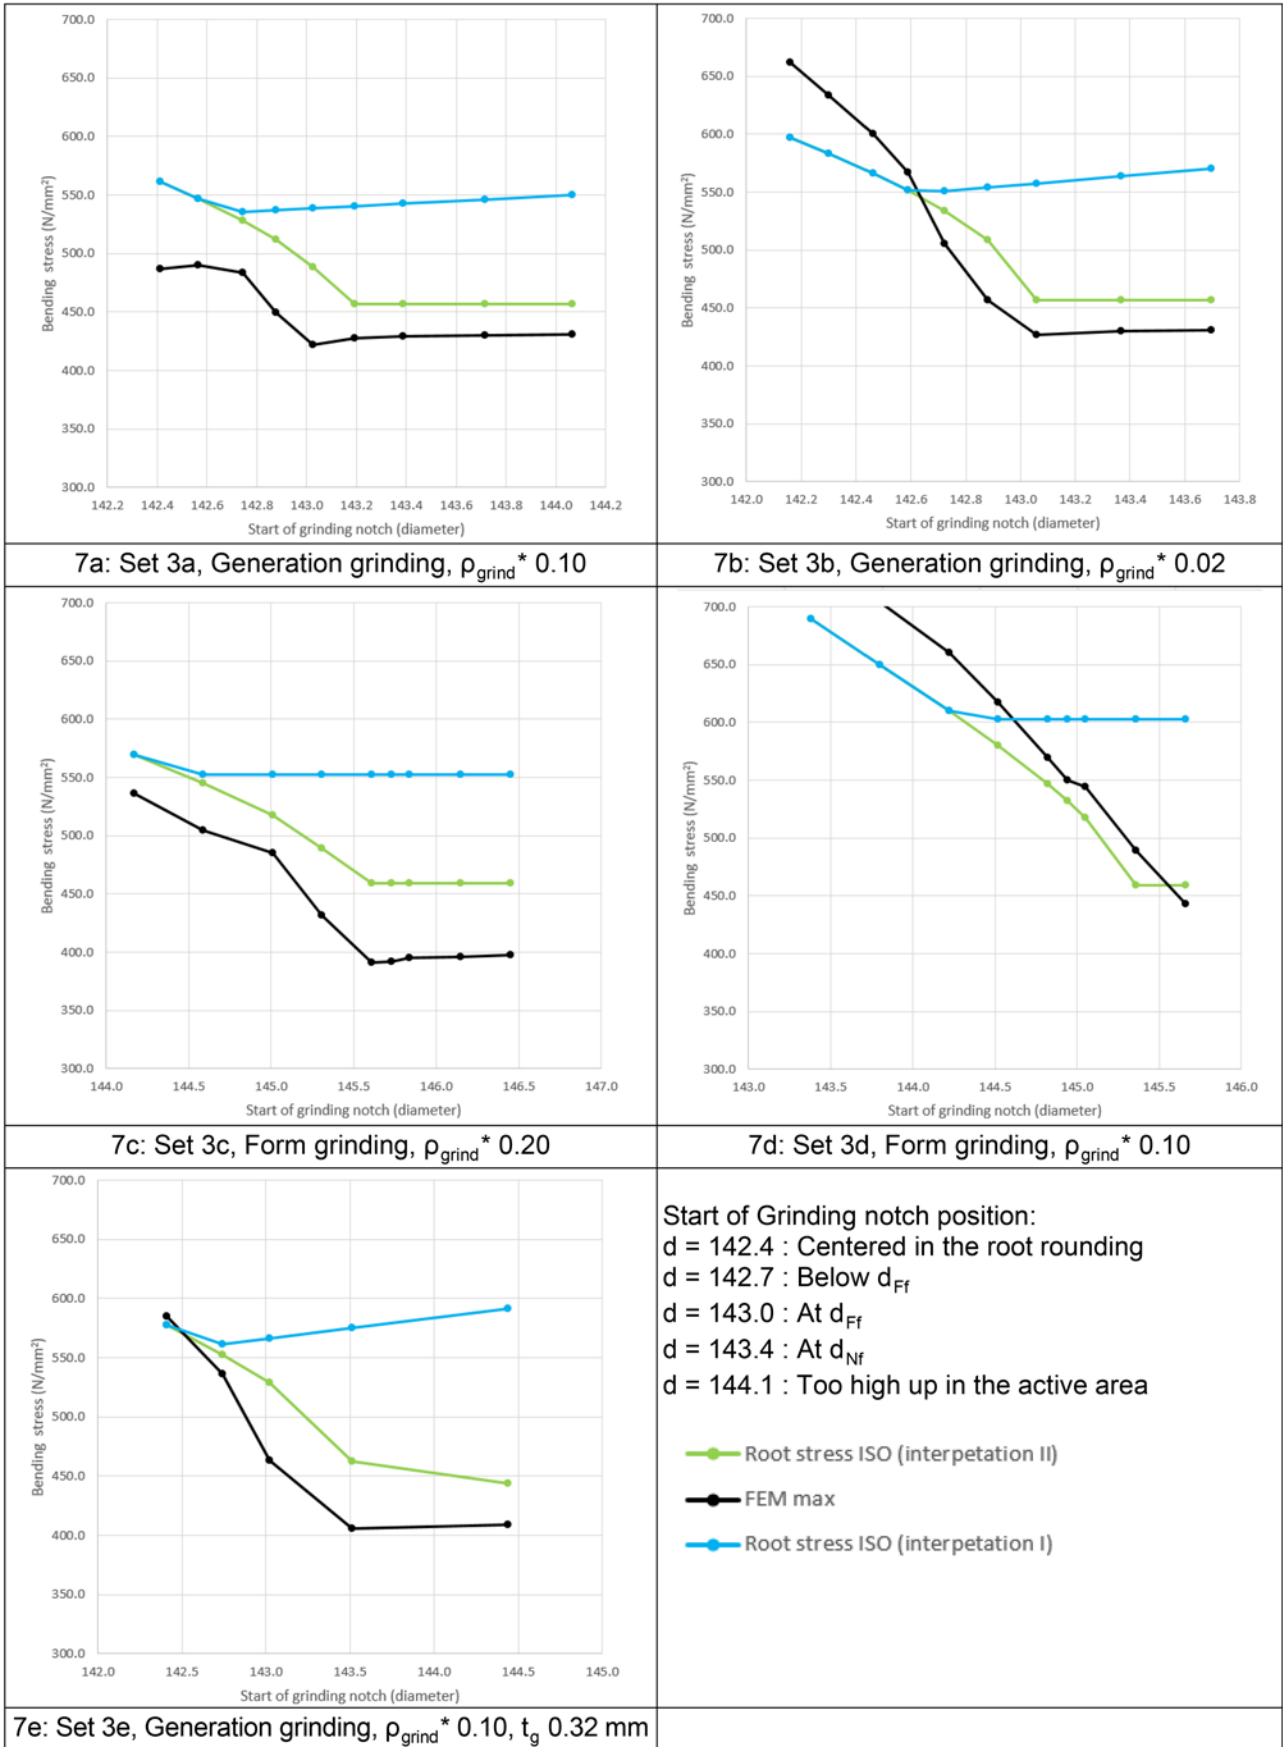 700.0
650.0
600.0
550.0
500.0
450.0
400.0
350.0
300.0
Bending stress (N/mm²)
142.2 142.4 142.6 142.8 143.0 143.2 143.4 143.6 143.8 144.0 144.2
Start of grinding notch (diameter)
7a: Set 3a, Generation grinding, ρgrind* 0.10
700.0
650.0
600.0
550.0
500.0
450.0
400.0
350.0
300.0
Bending stress (N/mm²)
142.0 142.2 142.4 142.6 142.8 143.0 143.2 143.4 143.6 143.8
Start of grinding notch (diameter)
7b: Set 3b, Generation grinding, ρgrind* 0.02
700.0
650.0
600.0
550.0
500.0
450.0
400.0
350.0
300.0
Bending stress (N/mm²)
144.0 144.5 145.0 145.5 146.0 146.5 147.0
Start of grinding notch (diameter)
7c: Set 3c, Form grinding, ρgrind* 0.20
700.0
650.0
600.0
550.0
500.0
450.0
400.0
350.0
300.0
Bending stress (N/mm²)
143.0 143.5 144.0 144.5 145.0 145.5 146.0
Start of grinding notch (diameter)
7d: Set 3d, Form grinding, ρgrind* 0.10
700.0
650.0
600.0
550.0
500.0
450.0
400.0
350.0
300.0
Bending stress (N/mm²)
142.0 142.5 143.0 143.5 144.0 144.5 145.0
Start of grinding notch (diameter)
7e: Set 3e, Generation grinding, ρgrind* 0.10, tg 0.32 mm
Start of Grinding notch position:
d = 142.4 : Centered in the root rounding
d = 142.7 : Below dFf
d = 143.0 : At dFf
d = 143.4 : At dNf
d = 144.1 : Too high up in the active area
Root stress ISO (interpetation II)
FEM max
Root stress ISO (interpetation I)